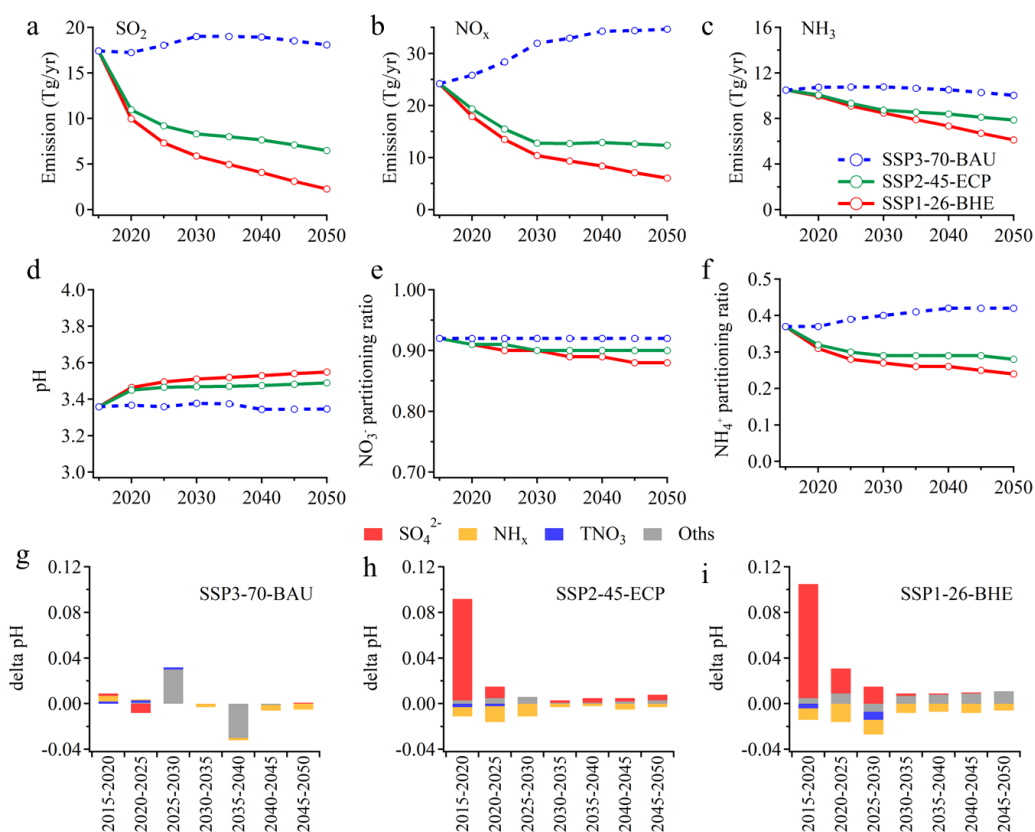 a SO₂ b NOₓ c NH₃
Emission (Tg/yr) 20 15 10 5 0
2020 2030 2040 2050
Emission (Tg/yr) 30 20 10 0
2020 2030 2040 2050
Emission (Tg/yr) 16 12 8 4 0
SSP3-70-BAU
SSP2-45-ECP
SSP1-26-BHE
2020 2030 2040 2050
d e f
pH 4.0 3.8 3.6 3.4 3.2 3.0
2020 2030 2040 2050
NO₃⁻ partitioning ratio 1.00 0.90 0.80 0.70
2020 2030 2040 2050
NH₄⁺ partitioning ratio 0.5 0.4 0.3 0.2 0.1 0.0
2020 2030 2040 2050
SO₄²⁻ NHₓ TNO₃ Oths
g SSP3-70-BAU
delta pH 0.12 0.08 0.04 0.00 -0.04
2015-2020
2020-2025
2025-2030
2030-2035
2035-2040
2040-2045
2045-2050
h SSP2-45-ECP
delta pH 0.12 0.08 0.04 0.00 -0.04
2015-2020
2020-2025
2025-2030
2030-2035
2035-2040
2040-2045
2045-2050
i SSP1-26-BHE
delta pH 0.12 0.08 0.04 0.00 -0.04
2015-2020
2020-2025
2025-2030
2030-2035
2035-2040
2040-2045
2045-2050